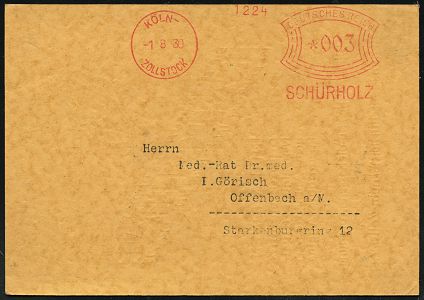 KÖLN-
-1 8 30
ZOLLSTOCK
1224
DEUTSCHES REICH
*003
SCHÜRHOLZ
Herrn
Med.-Rat Dr.med.
I.Görisch
Offenbach a/M.
Starkenburgring 12